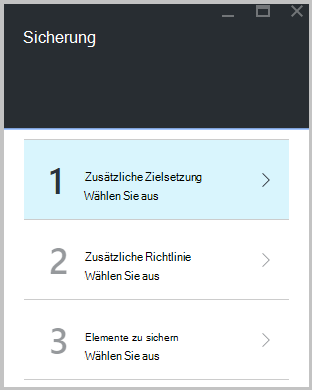 Sicherung
1
Zusätzliche Zielsetzung
Wählen Sie aus
2
Zusätzliche Richtlinie
Wählen Sie aus
3
Elemente zu sichern
Wählen Sie aus